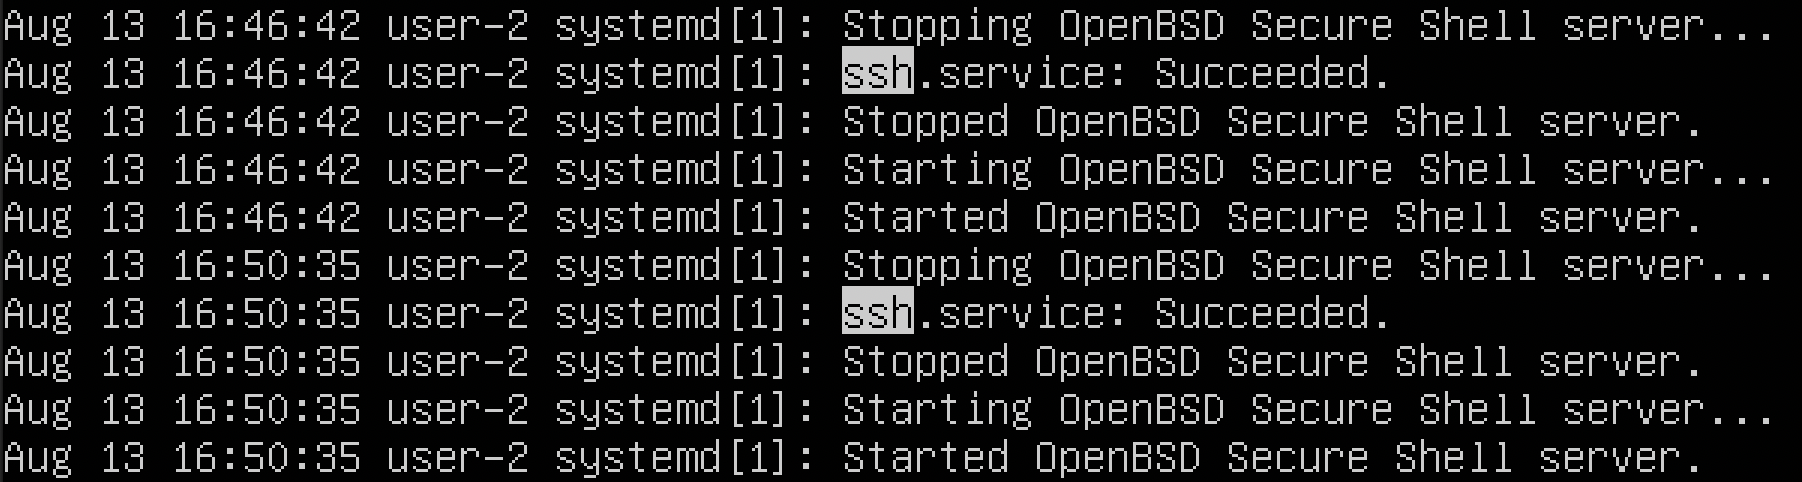 Aug 13 16:46:42 user-2 systemd[1]: Stopping OpenBSD Secure Shell server...
Aug 13 16:46:42 user-2 systemd[1]: ssh.service: Succeeded.
Aug 13 16:46:42 user-2 systemd[1]: Stopped OpenBSD Secure Shell server.
Aug 13 16:46:42 user-2 systemd[1]: Starting OpenBSD Secure Shell server...
Aug 13 16:46:42 user-2 systemd[1]: Started OpenBSD Secure Shell server.
Aug 13 16:50:35 user-2 systemd[1]: Stopping OpenBSD Secure Shell server...
Aug 13 16:50:35 user-2 systemd[1]: ssh.service: Succeeded.
Aug 13 16:50:35 user-2 systemd[1]: Stopped OpenBSD Secure Shell server.
Aug 13 16:50:35 user-2 systemd[1]: Starting OpenBSD Secure Shell server...
Aug 13 16:50:35 user-2 systemd[1]: Started OpenBSD Secure Shell server.